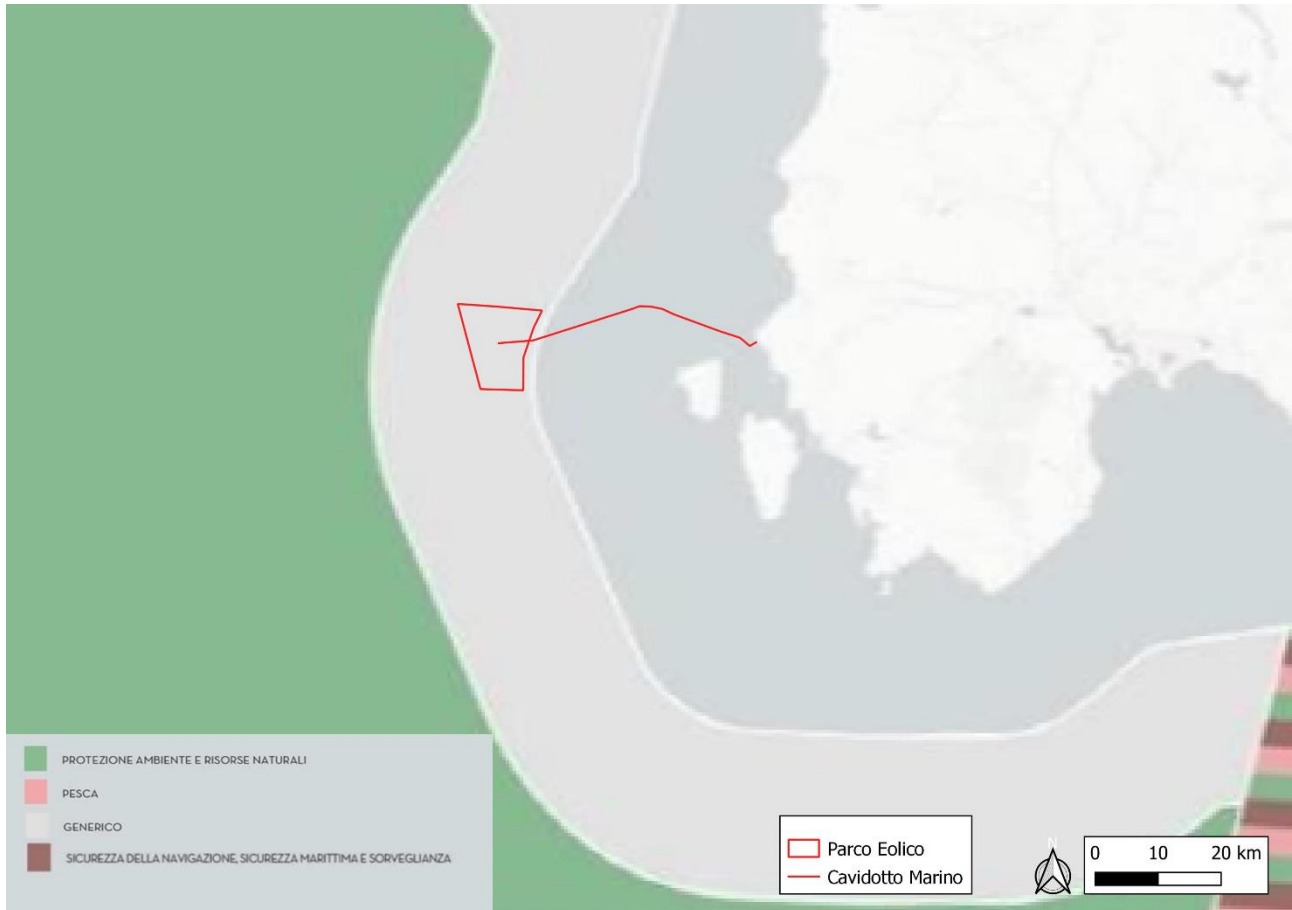 PROTEZIONE AMBIENTE E RISORSE NATURALI
PESCA
GENERICO
SICUREZZA DELLA NAVIGAZIONE, SICUREZZA MARITTIMA E SORVEGLIANZA
Parco Eolico
Cavidotto Marino
N
0 10 20 km